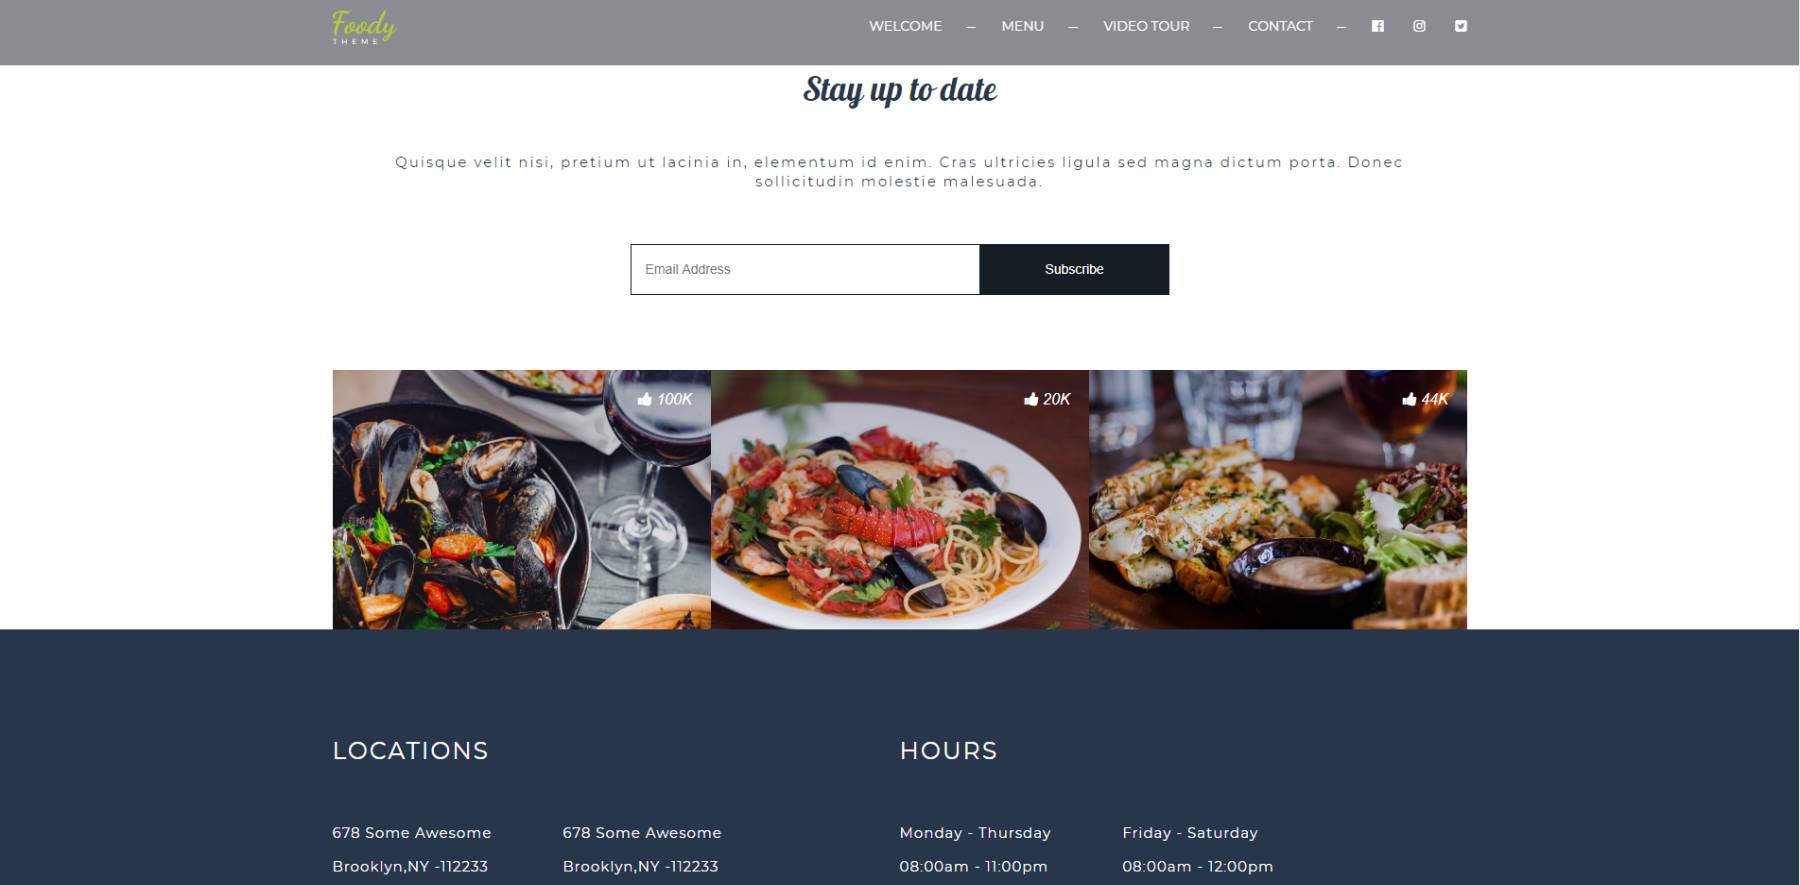 Foody
THEME
WELCOME — MENU — VIDEO TOUR — CONTACT —
Stay up to date
Quisque velit nisi, pretium ut lacinia in, elementum id enim. Cras ultricies ligula sed magna dictum porta. Donec
sollicitudin molestie malesuada.
Email Address Subscribe
100K 20K 44K
LOCATIONS
678 Some Awesome 678 Some Awesome
Brooklyn,NY -112233 Brooklyn,NY -112233
HOURS
Monday - Thursday Friday - Saturday
08:00am - 11:00pm 08:00am - 12:00pm